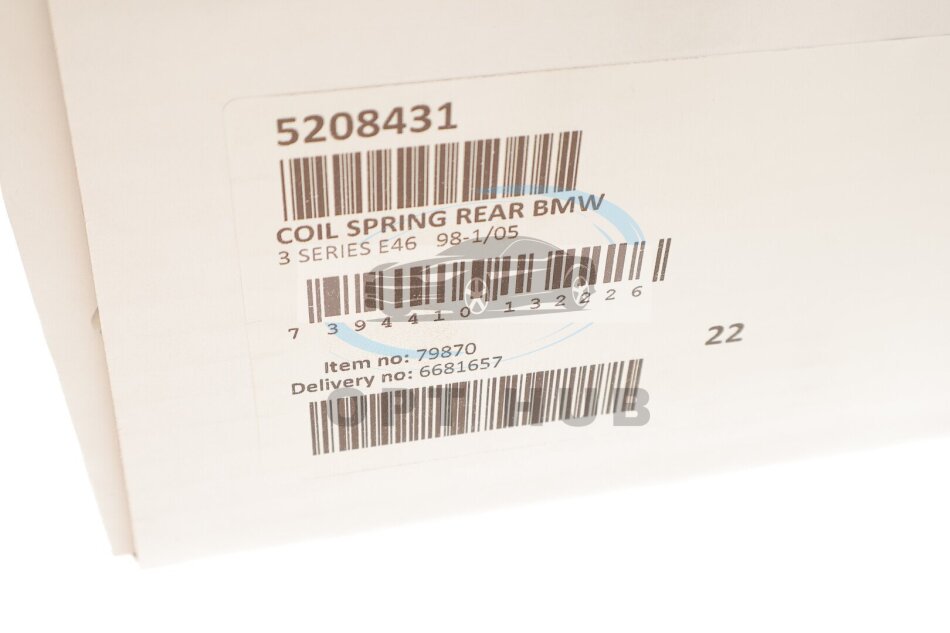 5208431
COIL SPRING REAR BMW
3 SERIES E46 98-1/05
7 394410 132226
22
Item no: 79870
Delivery no: 6681657
OPT HUB